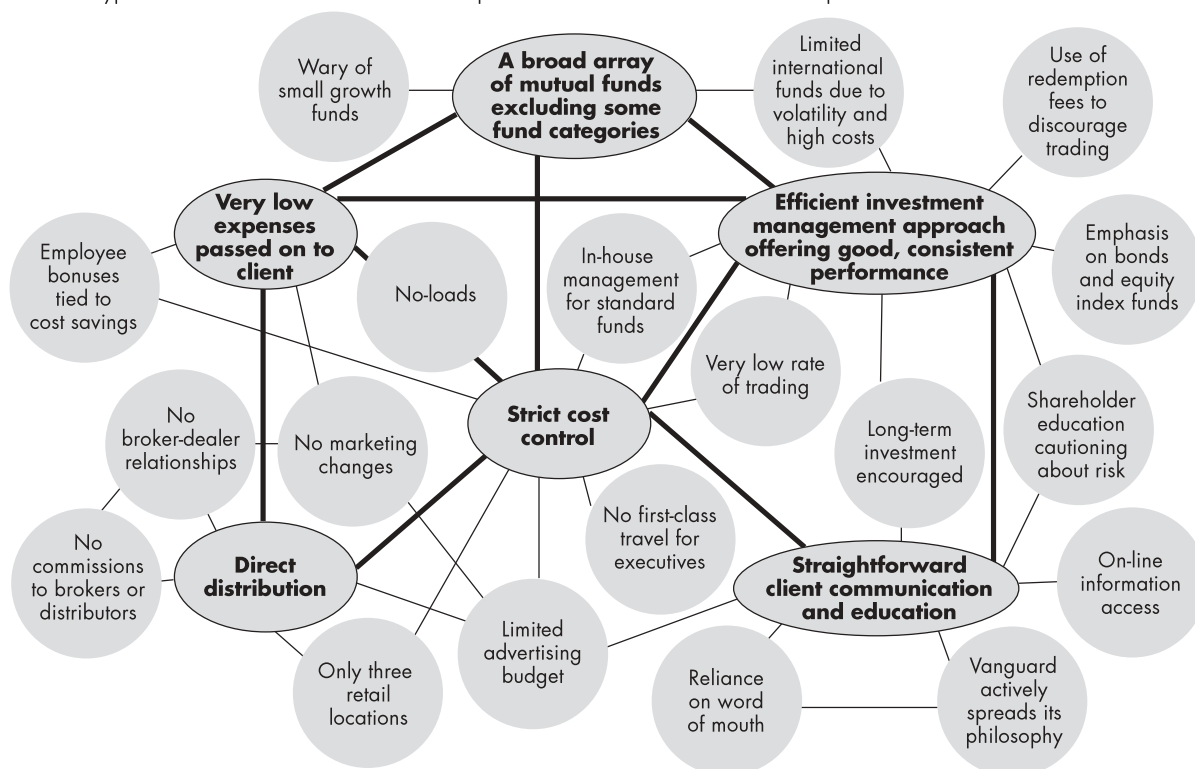 Wary of
small growth
funds
A broad array
of mutual funds
excluding some
fund categories
Limited
international
funds due to
volatility and
high costs
Use of
redemption
fees to
discourage
trading
Very low
expenses
passed on to
client
Efficient investment
management approach
offering good, consistent
performance
Employee
bonuses
tied to
cost savings
No-loads
In-house
management
for standard
funds
Emphasis
on bonds
and equity
index funds
Very low rate
of trading
No
broker-dealer
relationships
No marketing
changes
Strict cost
control
Long-term
investment
encouraged
Shareholder
education
cautioning
about risk
No
commissions
to brokers or
distributors
Direct
distribution
No first-class
travel for
executives
Straightforward
client communication
and education
On-line
information
access
Only three
retail
locations
Limited
advertising
budget
Reliance
on word
of mouth
Vanguard
actively
spreads its
philosophy